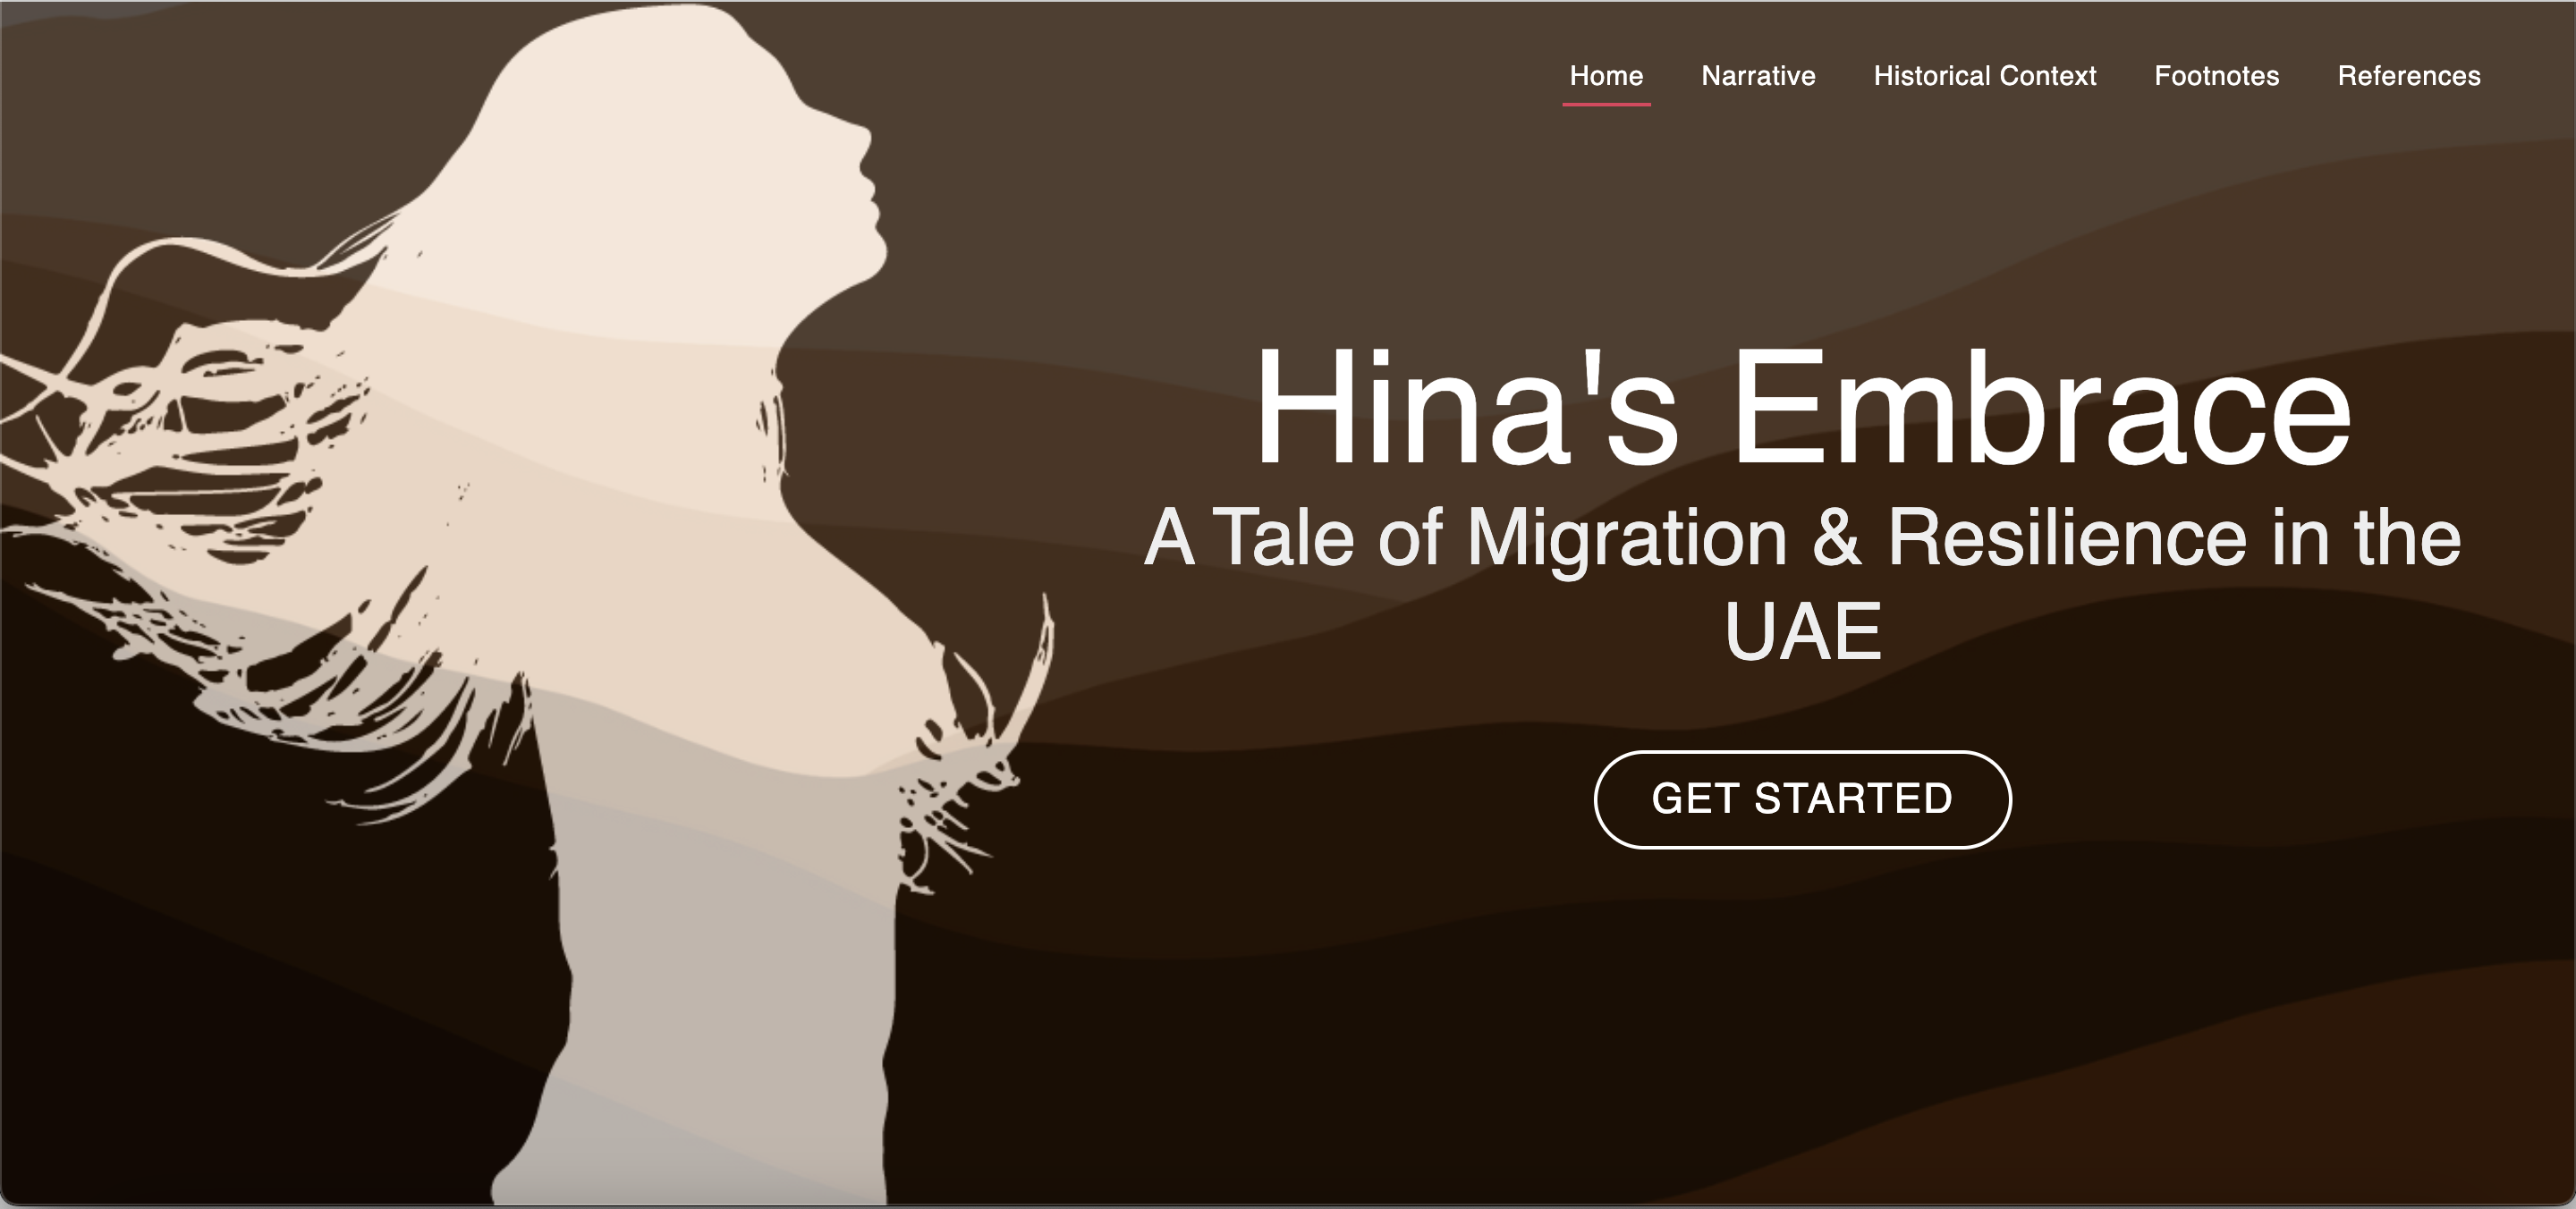 Home Narrative Historical Context Footnotes References
Hina's Embrace
A Tale of Migration & Resilience in the
UAE
GET STARTED